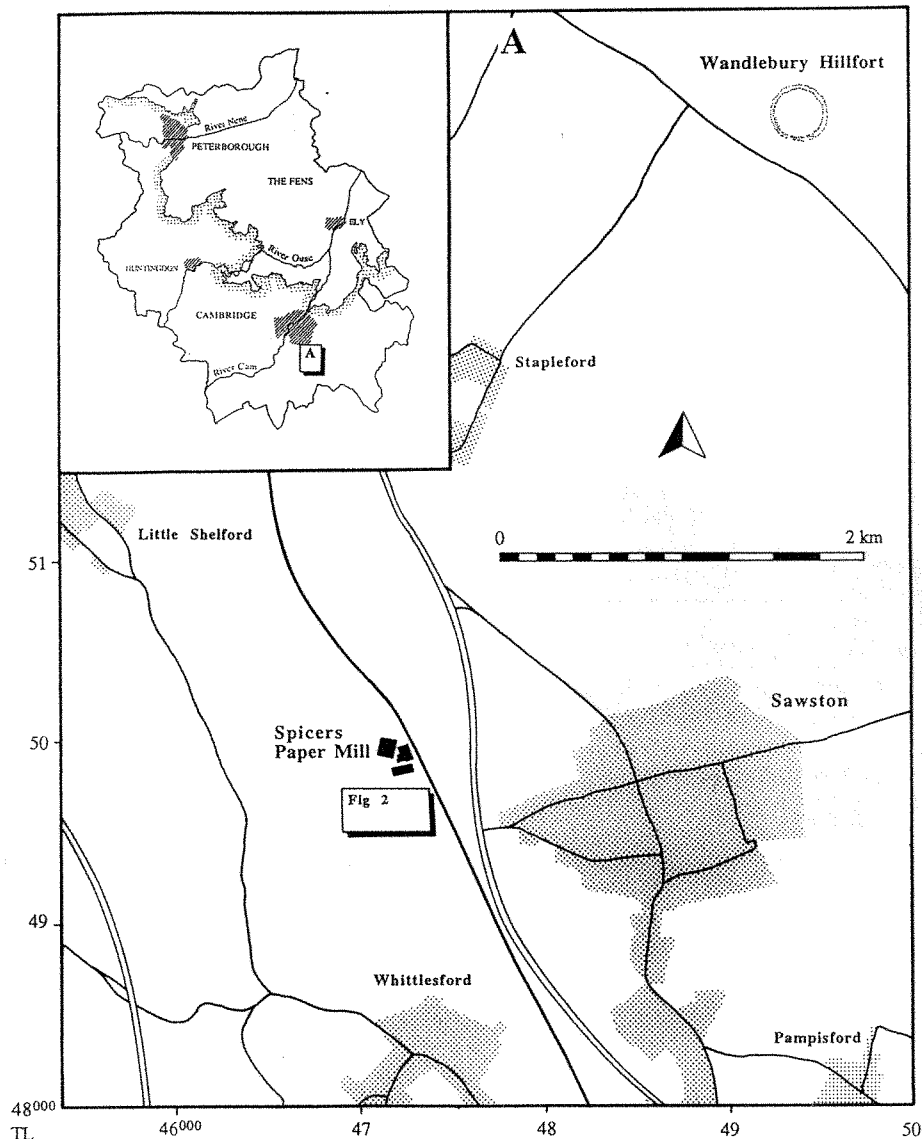 A
Wandlebury Hillfort
River Nene
PETERBOROUGH
THE FENS
ELY
River Ouse
HUNTINGDON
CAMBRIDGE
A
River Cam
Stapleford
Little Shelford
0 2 km
51
Sawston
50
Spicers
Paper Mill
Fig 2
49
Whittlesford
Pampisford
48000
TL
46000 47 48 49 50